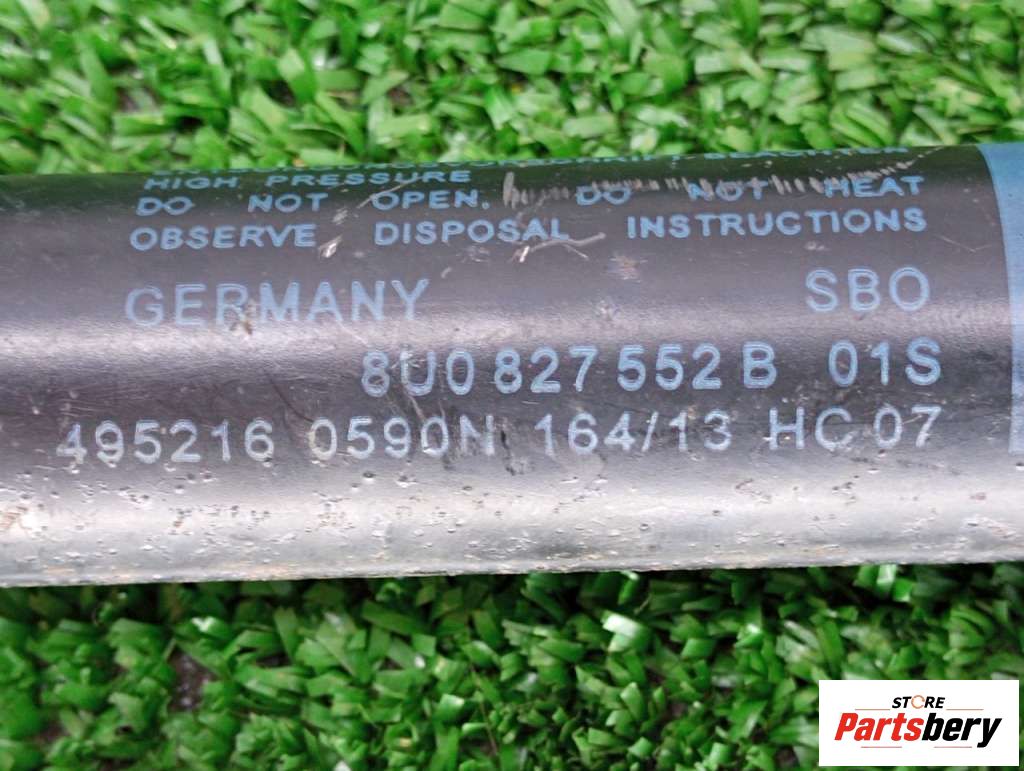 HIGH PRESSURE
DO NOT OPEN, DO NOT HEAT
OBSERVE DISPOSAL INSTRUCTIONS
GERMANY SBO
8U0 827 552 B 01S
495216 0590N 164/13 HC 07
STORE
Partsbery